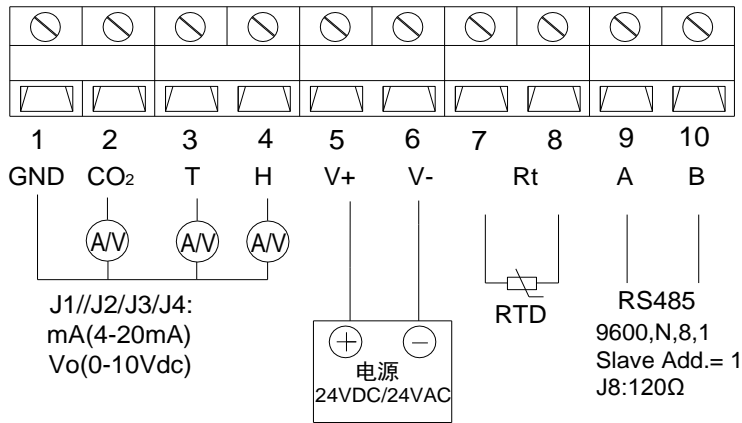 1 2 3 4 5 6 7 8 9 10
GND CO₂ T H V+ V- Rt A B
A/V A/V A/V
J1//J2/J3/J4:
mA(4-20mA)
Vo(0-10Vdc)
+ −
电源
24VDC/24VAC
RTD
RS485
9600,N,8,1
Slave Add.= 1
J8:120Ω